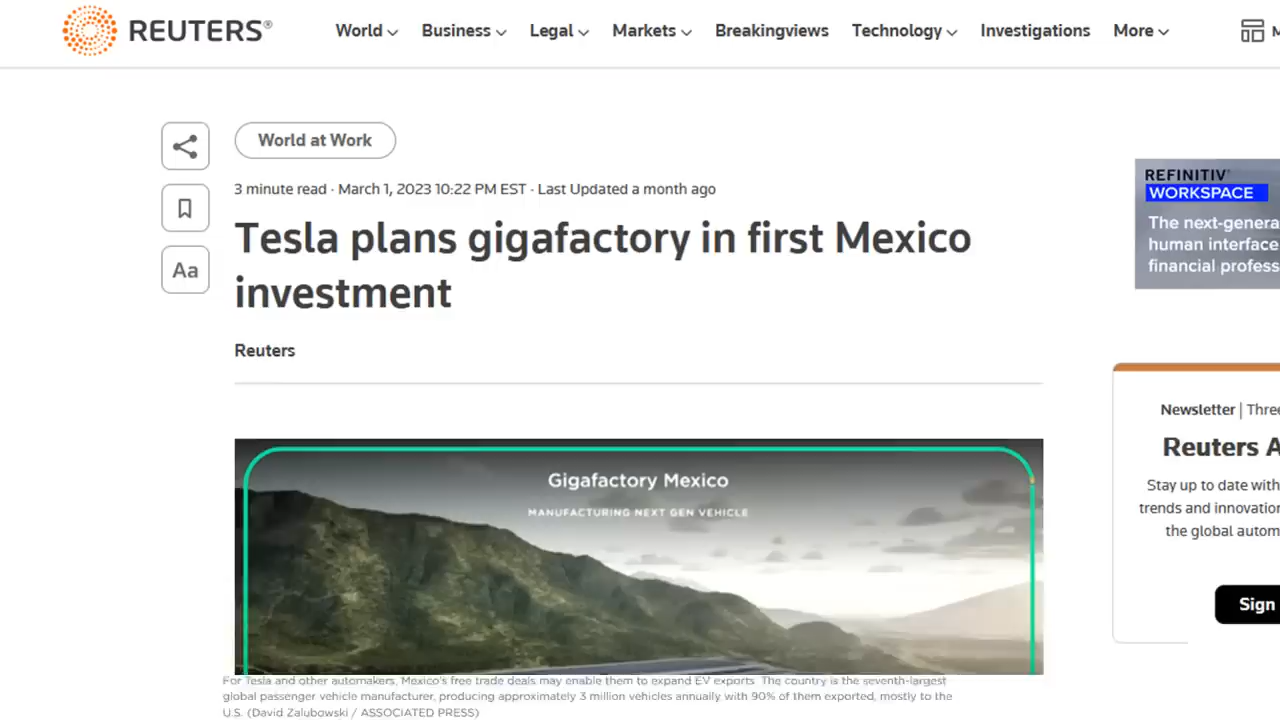 REUTERS®
World Business Legal Markets Breakingviews Technology Investigations More
World at Work
3 minute read · March 1, 2023 10:22 PM EST · Last Updated a month ago
Tesla plans gigafactory in first Mexico
investment
Aa
Reuters
Gigafactory Mexico
MANUFACTURING NEXT GEN VEHICLE
For Tesla and other automakers, Mexico's free trade deals may enable them to expand EV exports. The country is the seventh-largest
global passenger vehicle manufacturer, producing approximately 3 million vehicles annually with 90% of them exported, mostly to the
U.S. (David Zalubowski / ASSOCIATED PRESS)
REFINITIV
WORKSPACE
The next-genera
human interface
financial profess
Newsletter | Three
Reuters A
Stay up to date with
trends and innovation
the global autom
Sign